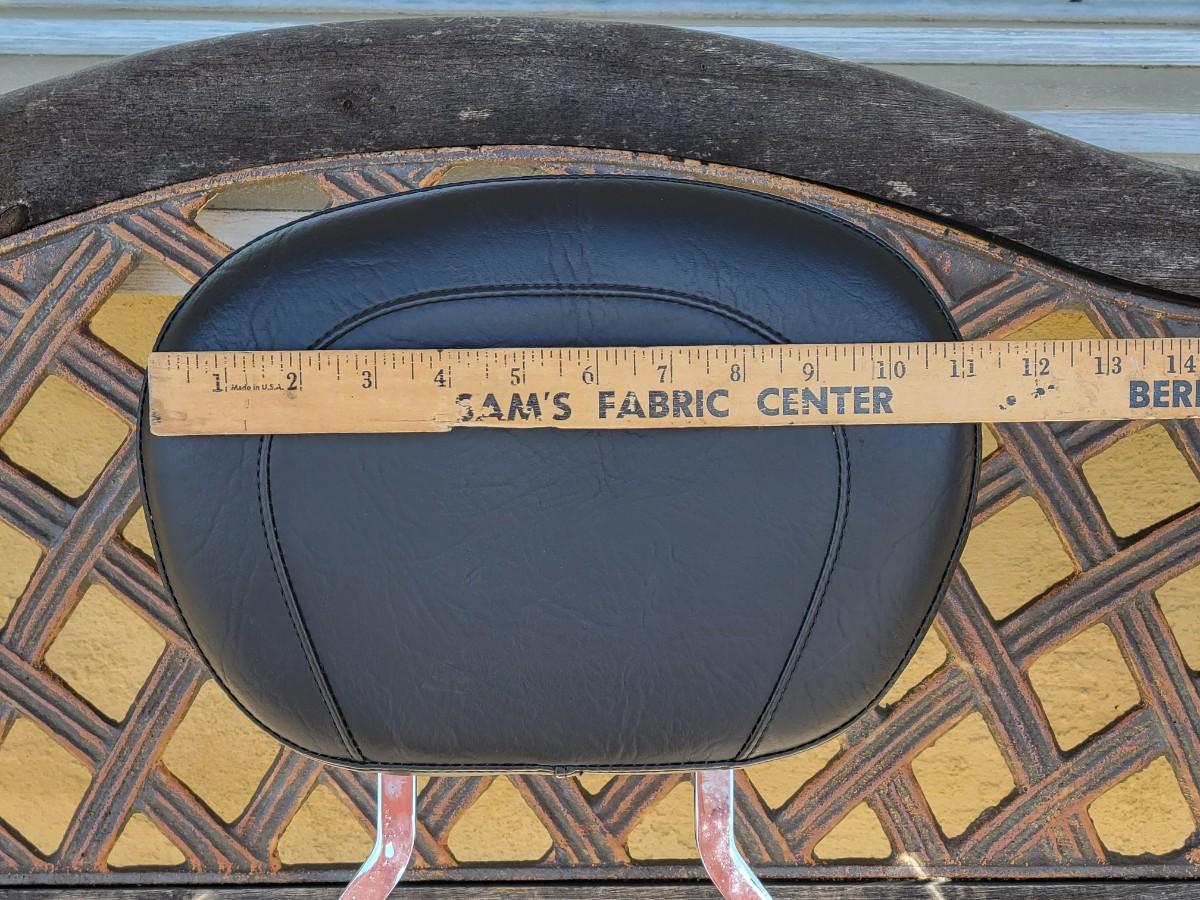 1 2 3 4 5 6 7 8 9 10 11 12 13 14
Made in U.S.A.
SAM'S FABRIC CENTER